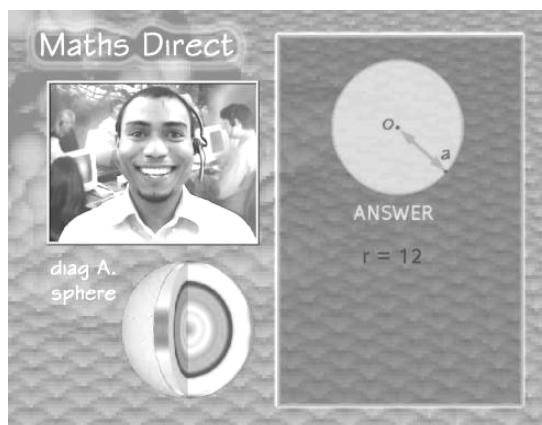 Maths Direct
diag A.
sphere
O.
a
ANSWER
r = 12